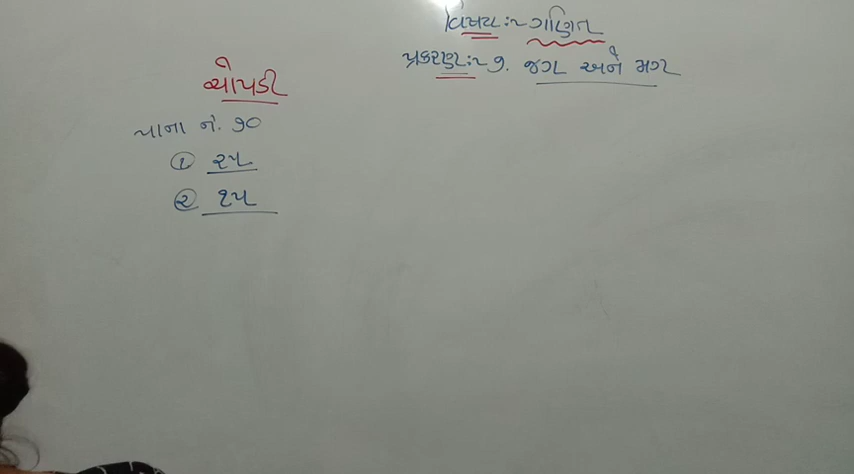 વિષય :~ ગણિત
પ્રકરણ :~ ૭. જગ અને મગ
ચોપડી
પાના નં. ૭૦
① ૨૫
② ૧૫